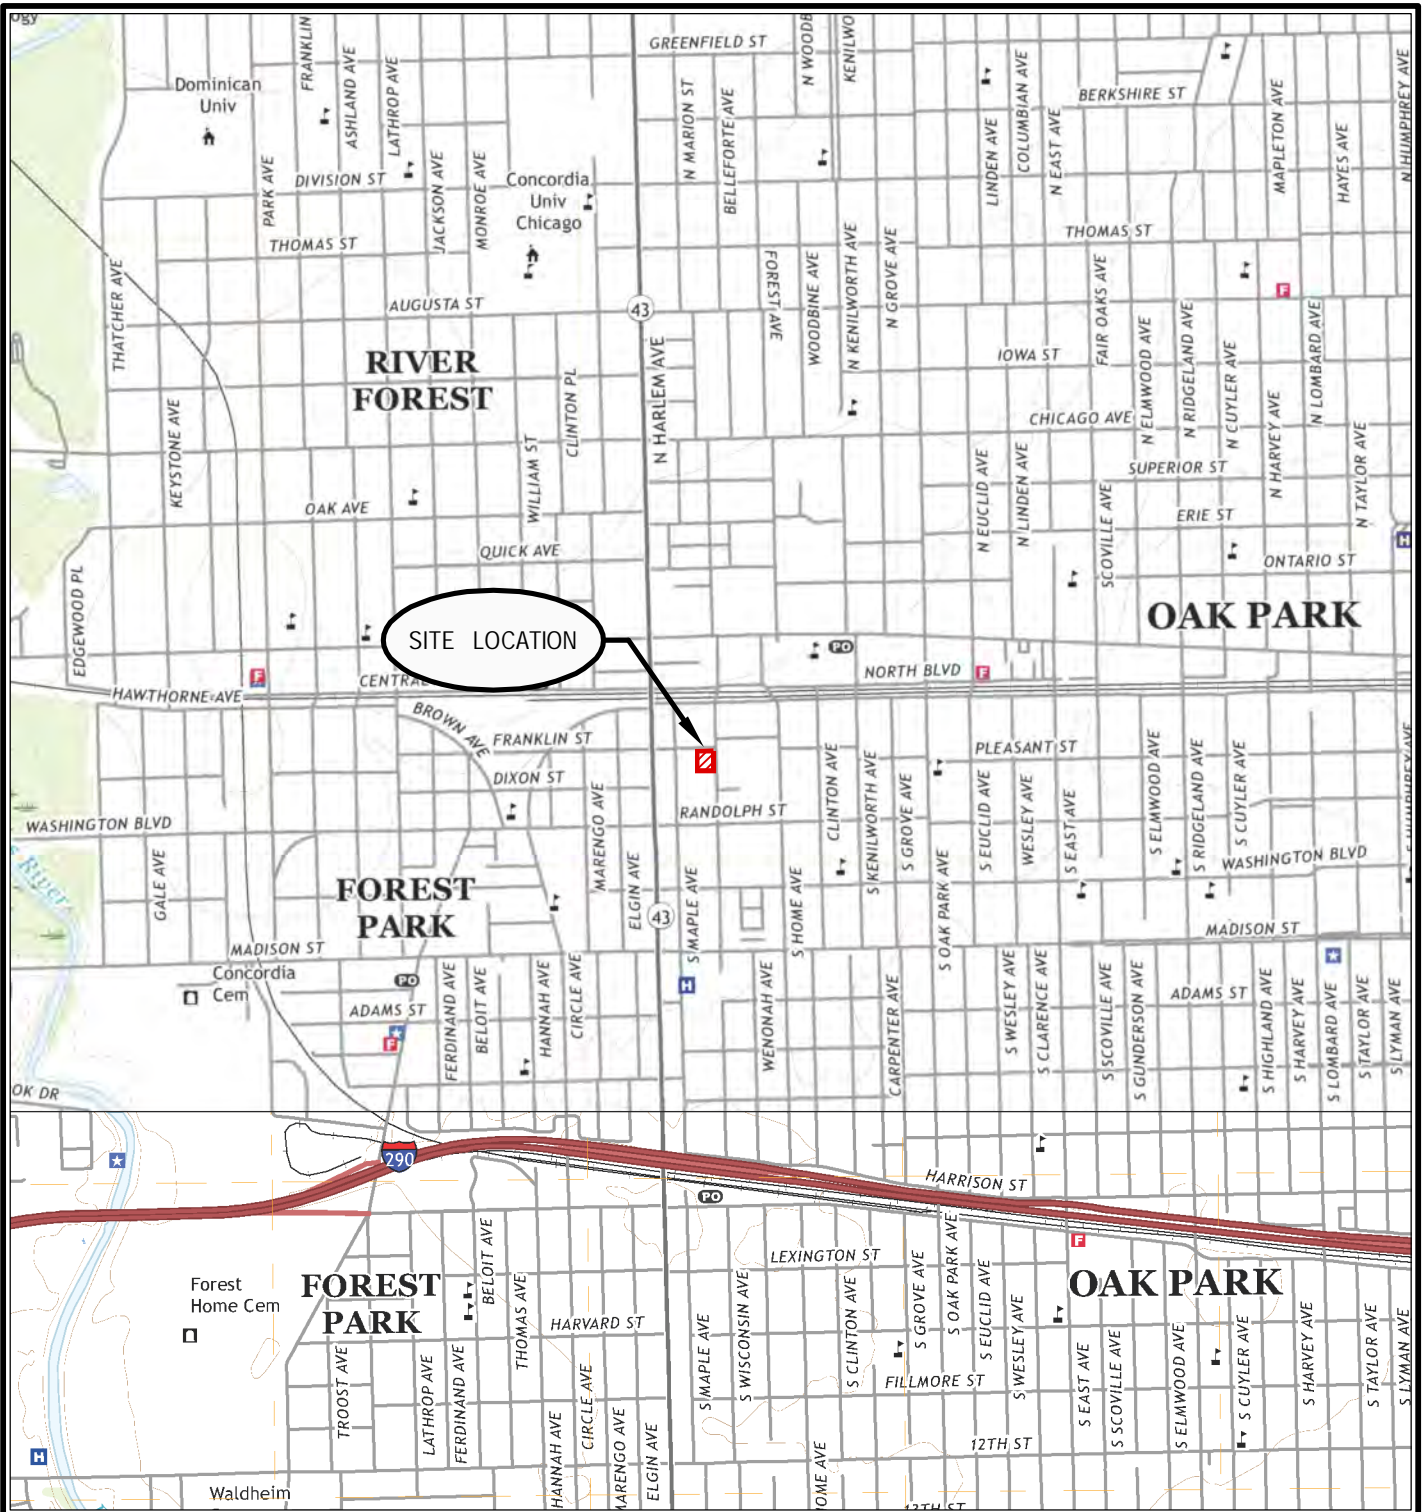 GREENFIELD ST
N WOODB
KENILWO
FRANKLIN
ASHLAND AVE
LATHROP AVE
Dominican
Univ
N MARION ST
BELLEFORTE AVE
LINDEN AVE
COLUMBIAN AVE
N EAST AVE
BERKSHIRE ST
MAPLETON AVE
HAYES AVE
N HUMPHREY AVE
PARK AVE
DIVISION ST
JACKSON AVE
MONROE AVE
Concordia
Univ
Chicago
THOMAS ST
THOMAS ST
THATCHER AVE
AUGUSTA ST
43
FOREST AVE
WOODBINE AVE
N KENILWORTH AVE
N GROVE AVE
FAIR OAKS AVE
F
RIVER
FOREST
N HARLEM AVE
IOWA ST
N ELMWOOD AVE
N RIDGELAND AVE
N CUYLER AVE
N LOMBARD AVE
KEYSTONE AVE
CLINTON PL
WILLIAM ST
CHICAGO AVE
N HARVEY AVE
N TAYLOR AVE
SUPERIOR ST
N EUCLID AVE
N LINDEN AVE
SCOVILLE AVE
OAK AVE
ERIE ST
QUICK AVE
ONTARIO ST
H
EDGEWOOD PL
SITE LOCATION
OAK PARK
PO
F
CENTRA
NORTH BLVD
F
HAWTHORNE AVE
BROWN AVE
FRANKLIN ST
DIXON ST
PLEASANT ST
RANDOLPH ST
MARENGO AVE
CLINTON AVE
S KENILWORTH AVE
S GROVE AVE
S EUCLID AVE
WESLEY AVE
S EAST AVE
S ELMWOOD AVE
S RIDGELAND AVE
S CUYLER AVE
S HUMPHREY AVE
WASHINGTON BLVD
WASHINGTON BLVD
River
GALE AVE
FOREST
PARK
ELGIN AVE
43
S MAPLE AVE
S HOME AVE
S OAK PARK AVE
MADISON ST
MADISON ST
Concordia
Cem
PO
H
ADAMS ST
F
FERDINAND AVE
BELOIT AVE
HANNAH AVE
CIRCLE AVE
WENONAH AVE
CARPENTER AVE
S WESLEY AVE
S CLARENCE AVE
S SCOVILLE AVE
S GUNDERSON AVE
ADAMS ST
S HIGHLAND AVE
S HARVEY AVE
S LOMBARD AVE
S TAYLOR AVE
S LYMAN AVE
OK DR
290
PO
HARRISON ST
F
LEXINGTON ST
Forest
Home Cem
FOREST
PARK
BELOIT AVE
THOMAS AVE
HARVARD ST
S MAPLE AVE
S WISCONSIN AVE
S CLINTON AVE
S GROVE AVE
S OAK PARK AVE
S EUCLID AVE
S WESLEY AVE
OAK PARK
FILLMORE ST
S EAST AVE
S SCOVILLE AVE
S ELMWOOD AVE
S CUYLER AVE
S HARVEY AVE
S TAYLOR AVE
S LYMAN AVE
TROOST AVE
LATHROP AVE
FERDINAND AVE
HANNAH AVE
CIRCLE AVE
MARENGO AVE
ELGIN AVE
OME AVE
12TH ST
H
Waldheim
13TH ST